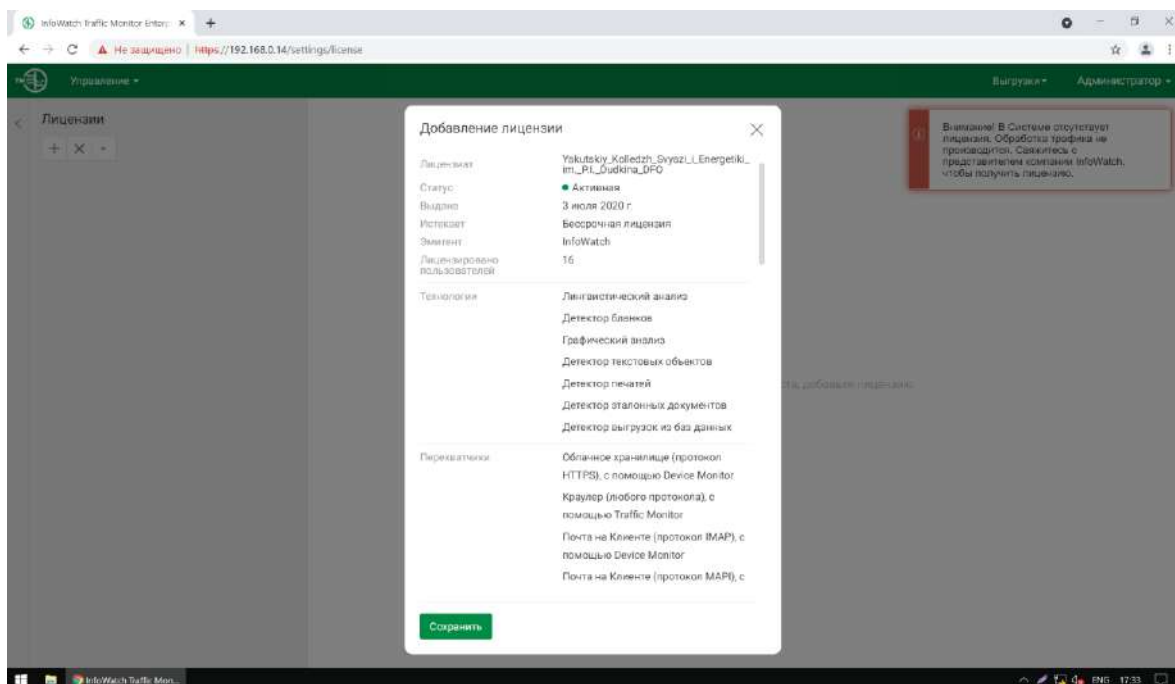 InfoWatch Traffic Monitor Enterp
Не защищено | https://192.168.0.14/settings/license
Управление
Выгрузки
Администратор
Лицензии
Внимание! В Системе отсутствует
лицензия. Обработка трафика не
производится. Свяжитесь с
представителем компании InfoWatch,
чтобы получить лицензию.
Добавление лицензии
Лицензиат
Yakutskiy_Kolledzh_Svyazi_i_Energetiki_
im._P.I._Dudkina_DFO
Статус
Активная
Выдано
3 июля 2020 г.
Истекает
Бессрочная лицензия
Эмитент
InfoWatch
Лицензировано
пользователей
16
Технологии
Лингвистический анализ
Детектор бланков
Графический анализ
Детектор текстовых объектов
Детектор печатей
Детектор эталонных документов
Детектор выгрузок из баз данных
добавьте лицензию
Перехватчики
Облачное хранилище (протокол
HTTPS), с помощью Device Monitor
Краулер (любого протокола), с
помощью Traffic Monitor
Почта на Клиенте (протокол IMAP), с
помощью Device Monitor
Почта на Клиенте (протокол MAPI), с
Сохранить
InfoWatch Traffic Mon...
ENG
17:33